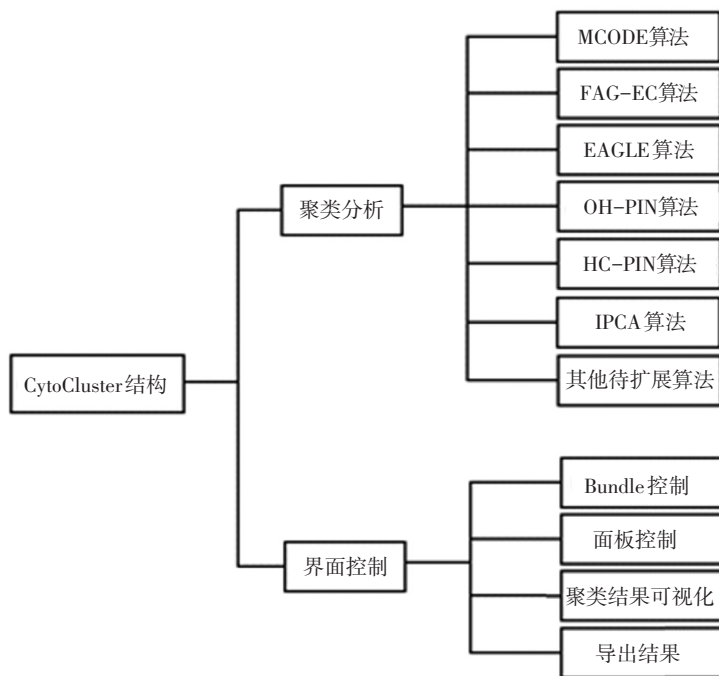 MCODE算法
FAG-EC算法
EAGLE算法
聚类分析
OH-PIN算法
HC-PIN算法
IPCA算法
CytoCluster结构
其他待扩展算法
Bundle控制
面板控制
界面控制
聚类结果可视化
导出结果